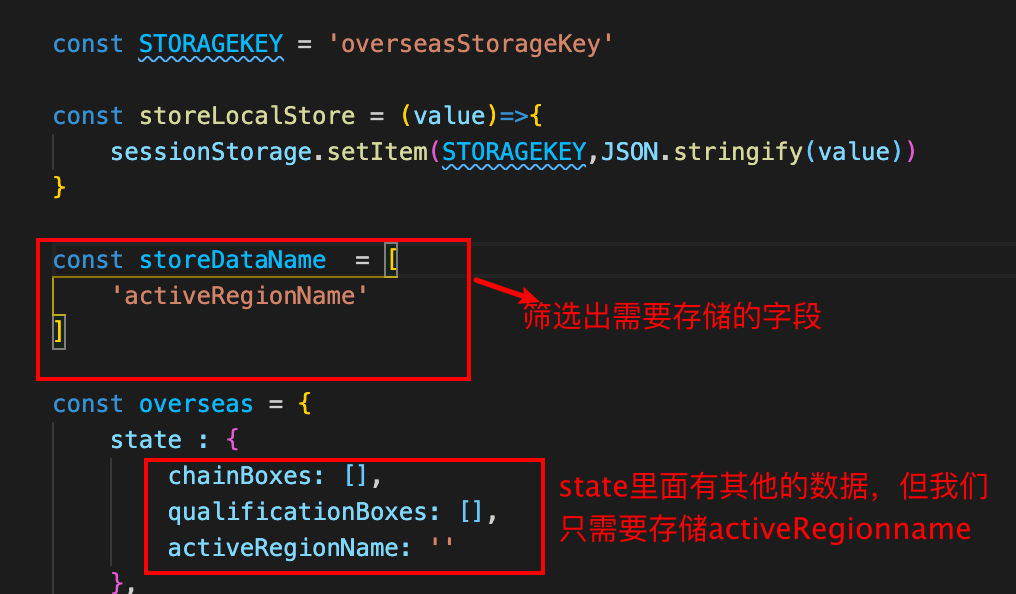 const STORAGEKEY = 'overseasStorageKey'
const storeLocalStore = (value)=>{
sessionStorage.setItem(STORAGEKEY,JSON.stringify(value))
}
const storeDataName  = [
'activeRegionName'
]
筛选出需要存储的字段
const overseas = {
state : {
chainBoxes: [],
qualificationBoxes: [],
activeRegionName: ''
},
state里面有其他的数据，但我们
只需要存储activeRegionname